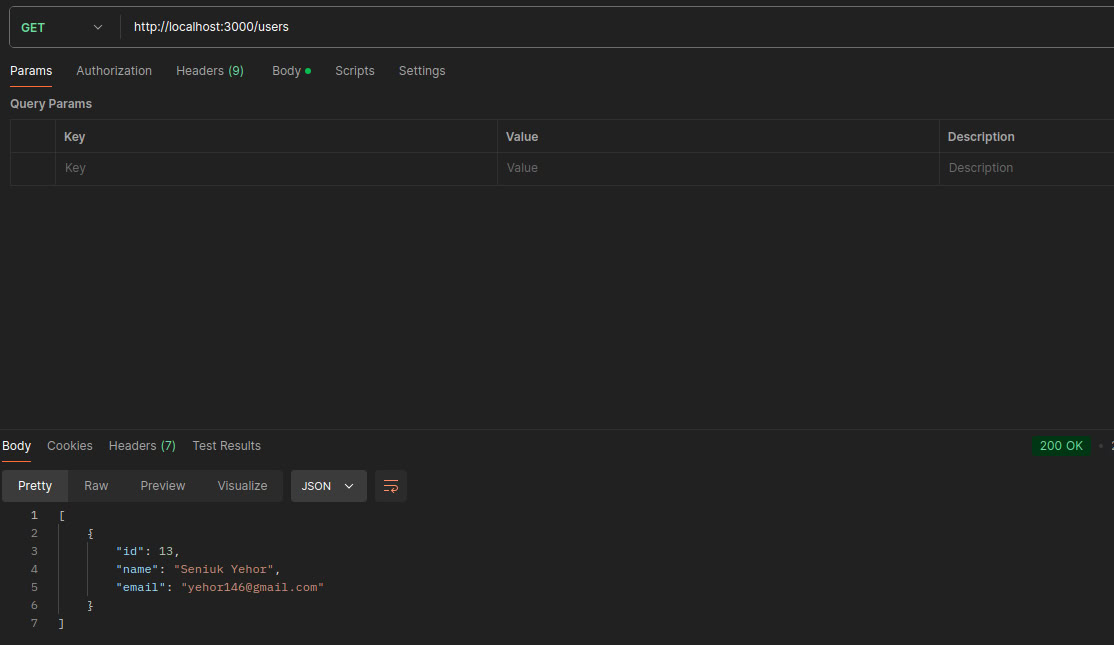 GET http://localhost:3000/users
Params Authorization Headers (9) Body Scripts Settings
Query Params
Key Value Description
Key Value Description
Body Cookies Headers (7) Test Results 200 OK
Pretty Raw Preview Visualize JSON
1 [
2 {
3 "id": 13,
4 "name": "Seniuk Yehor",
5 "email": "yehor146@gmail.com"
6 }
7 ]